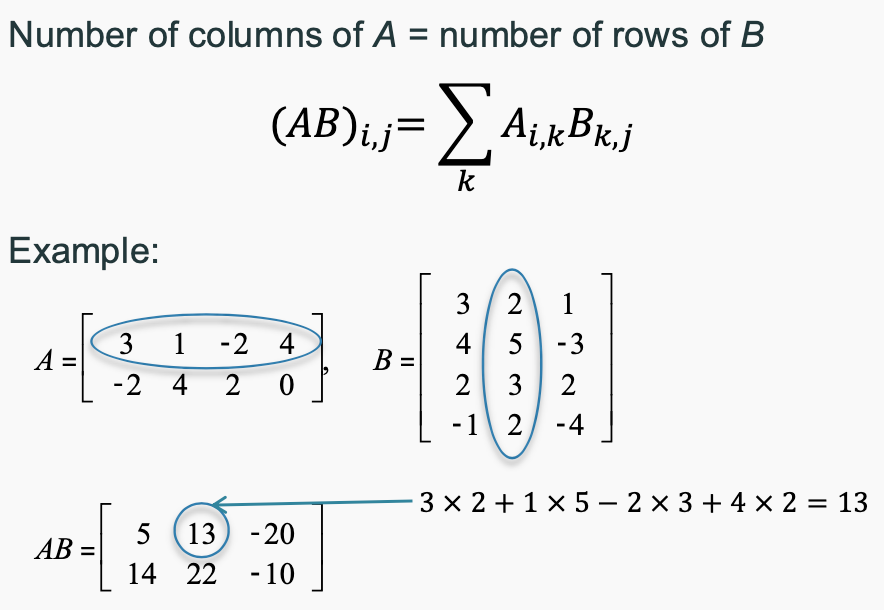 Number of columns of A = number of rows of B
(AB)i,j= ∑k Ai,kBk,j
Example:
A = [ 3 1 -2 4
-2 4 2 0 ],
B = [ 3 2 1
4 5 -3
2 3 2
-1 2 -4 ]
3 × 2 + 1 × 5 − 2 × 3 + 4 × 2 = 13
AB = [ 5 13 -20
14 22 -10 ]